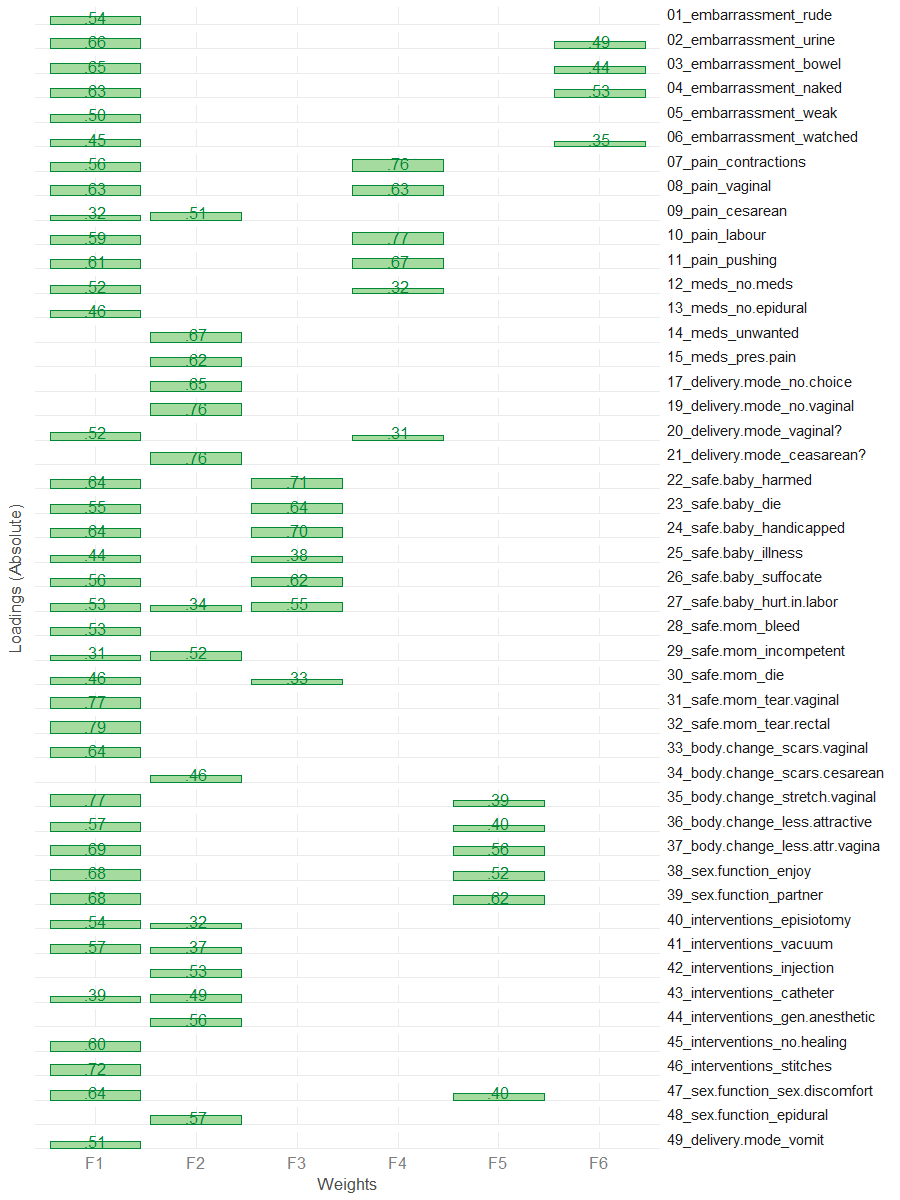 .54 01_embarrassment_rude
.66 .49 02_embarrassment_urine
.65 .44 03_embarrassment_bowel
.63 .53 04_embarrassment_naked
.50 05_embarrassment_weak
.45 .35 06_embarrassment_watched
.56 .76 07_pain_contractions
.63 .63 08_pain_vaginal
.32 .51 09_pain_cesarean
.59 .77 10_pain_labour
.61 .67 11_pain_pushing
.52 .32 12_meds_no.meds
.46 13_meds_no.epidural
.67 14_meds_unwanted
.62 15_meds_pres.pain
.65 17_delivery.mode_no.choice
.76 19_delivery.mode_no.vaginal
.52 .31 20_delivery.mode_vaginal?
.76 21_delivery.mode_ceasarean?
.64 .71 22_safe.baby_harmed
.55 .64 23_safe.baby_die
.64 .70 24_safe.baby_handicapped
.44 .38 25_safe.baby_illness
.56 .62 26_safe.baby_suffocate
.53 .34 .55 27_safe.baby_hurt.in.labor
.53 28_safe.mom_bleed
.31 .52 29_safe.mom_incompetent
.46 .33 30_safe.mom_die
.77 31_safe.mom_tear.vaginal
.79 32_safe.mom_tear.rectal
.64 33_body.change_scars.vaginal
.46 34_body.change_scars.cesarean
.77 .39 35_body.change_stretch.vaginal
.57 .40 36_body.change_less.attractive
.69 .56 37_body.change_less.attr.vagina
.68 .52 38_sex.function_enjoy
.68 .62 39_sex.function_partner
.54 .32 40_interventions_episiotomy
.57 .37 41_interventions_vacuum
.53 42_interventions_injection
.39 .49 43_interventions_catheter
.56 44_interventions_gen.anesthetic
.60 45_interventions_no.healing
.72 46_interventions_stitches
.64 .40 47_sex.function_sex.discomfort
.57 48_sex.function_epidural
.51 49_delivery.mode_vomit
Loadings (Absolute)
F1 F2 F3 F4 F5 F6
Weights